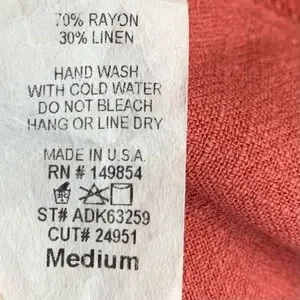 70% RAYON
30% LINEN
HAND WASH
WITH COLD WATER
DO NOT BLEACH
HANG OR LINE DRY
MADE IN U.S.A.
RN # 149854
ST# ADK63259
CUT# 24951
Medium